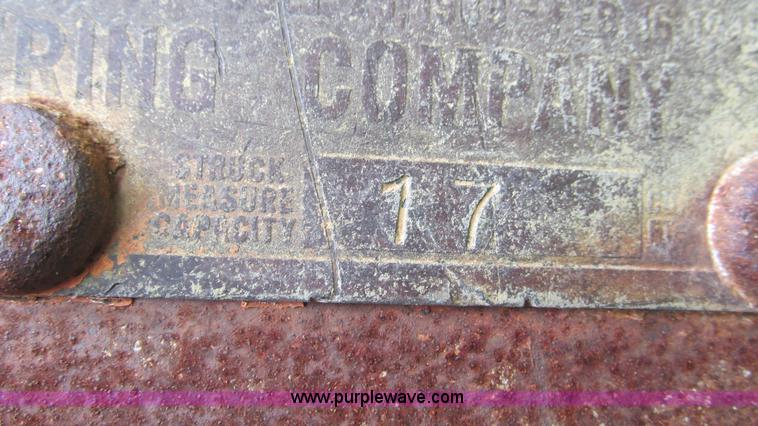 RING COMPANY
STRUCK
MEASURE
CAPACITY
17
www.purplewave.com